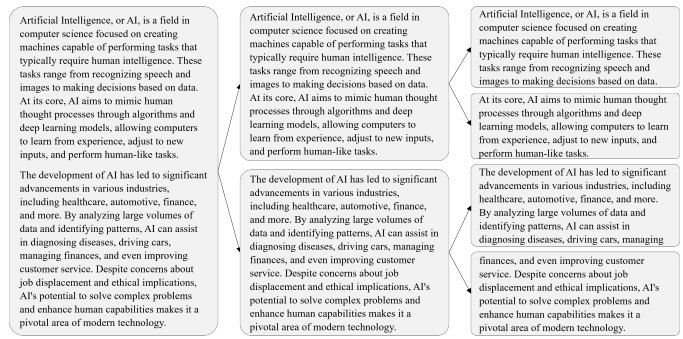 Artificial Intelligence, or AI, is a field in
computer science focused on creating
machines capable of performing tasks that
typically require human intelligence. These
tasks range from recognizing speech and
images to making decisions based on data.
At its core, AI aims to mimic human
thought processes through algorithms and
deep learning models, allowing computers
to learn from experience, adjust to new
inputs, and perform human-like tasks.
The development of AI has led to significant
advancements in various industries,
including healthcare, automotive, finance,
and more. By analyzing large volumes of
data and identifying patterns, AI can assist
in diagnosing diseases, driving cars,
managing finances, and even improving
customer service. Despite concerns about
job displacement and ethical implications,
AI's potential to solve complex problems
and enhance human capabilities makes it a
pivotal area of modern technology.
Artificial Intelligence, or AI, is a field in
computer science focused on creating
machines capable of performing tasks that
typically require human intelligence. These
tasks range from recognizing speech and
images to making decisions based on data.
At its core, AI aims to mimic human thought
processes through algorithms and deep
learning models, allowing computers to
learn from experience, adjust to new inputs,
and perform human-like tasks.
The development of AI has led to significant
advancements in various industries,
including healthcare, automotive, finance,
and more. By analyzing large volumes of
data and identifying patterns, AI can assist in
diagnosing diseases, driving cars, managing
finances, and even improving customer
service. Despite concerns about job
displacement and ethical implications, AI's
potential to solve complex problems and
enhance human capabilities makes it a
pivotal area of modern technology.
Artificial Intelligence, or AI, is a field in
computer science focused on creating
machines capable of performing tasks that
typically require human intelligence. These
tasks range from recognizing speech and
images to making decisions based on data.
At its core, AI aims to mimic human thought
processes through algorithms and deep
learning models, allowing computers to learn
from experience, adjust to new inputs, and
perform human-like tasks.
The development of AI has led to significant
advancements in various industries, including
healthcare, automotive, finance, and more.
By analyzing large volumes of data and
identifying patterns, AI can assist in
diagnosing diseases, driving cars, managing
finances, and even improving customer
service. Despite concerns about job
displacement and ethical implications, AI's
potential to solve complex problems and
enhance human capabilities makes it a
pivotal area of modern technology.